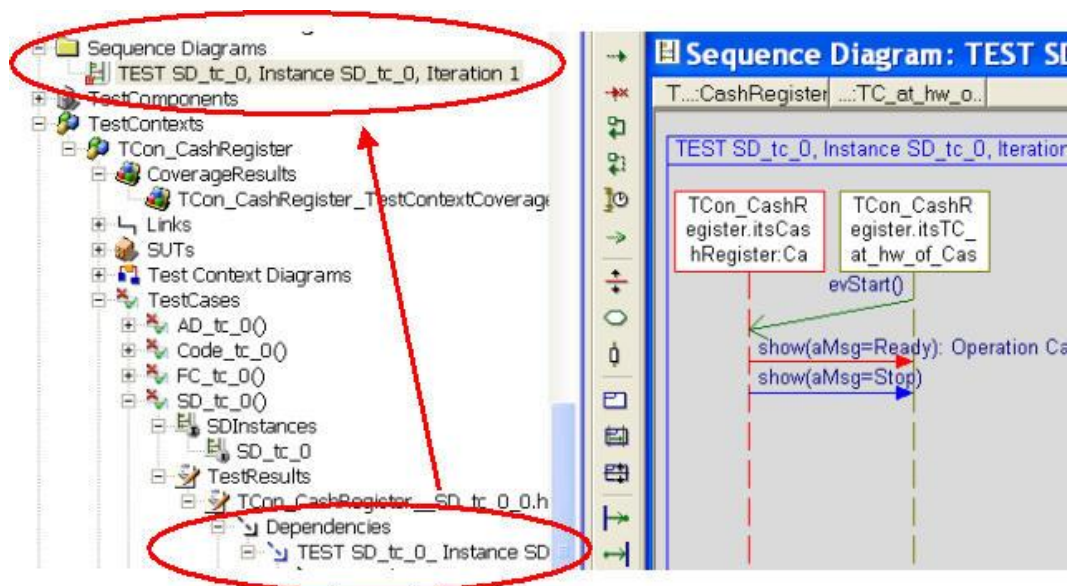 Sequence Diagrams
TEST SD_tc_0, Instance SD_tc_0, Iteration 1
TestComponents
TestContexts
TCon_CashRegister
CoverageResults
TCon_CashRegister_TestContextCoverage
Links
SUTs
Test Context Diagrams
TestCases
AD_tc_0()
Code_tc_0()
FC_tc_0()
SD_tc_0()
SDInstances
SD_tc_0
TestResults
TCon_CashRegister__SD_tc_0_0.h
Dependencies
TEST SD_tc_0_ Instance SD
Sequence Diagram: TEST SD
T...:CashRegister
...:TC_at_hw_o..
TEST SD_tc_0, Instance SD_tc_0, Iteration
TCon_CashR
egister.itsCas
hRegister:Ca
TCon_CashR
egister.itsTC_
at_hw_of_Cas
evStart()
show(aMsg=Ready): Operation Ca
show(aMsg=Stop)